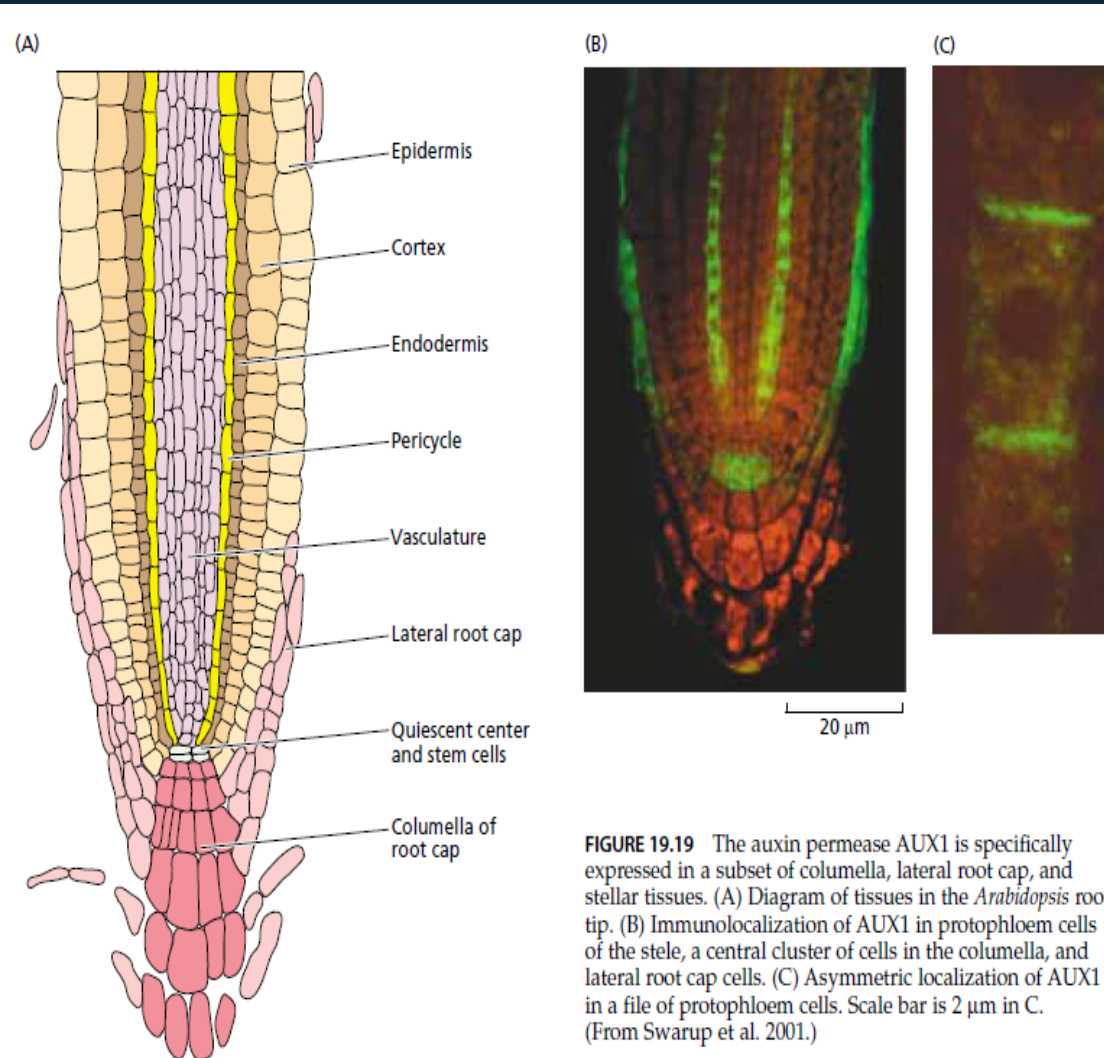 (A)
Epidermis
Cortex
Endodermis
Pericycle
Vasculature
Lateral root cap
Quiescent center
and stem cells
Columella of
root cap
(B)
20 μm
(C)
FIGURE 19.19 The auxin permease AUX1 is specifically
expressed in a subset of columella, lateral root cap, and
stellar tissues. (A) Diagram of tissues in the Arabidopsis roo
tip. (B) Immunolocalization of AUX1 in protophloem cells
of the stele, a central cluster of cells in the columella, and
lateral root cap cells. (C) Asymmetric localization of AUX1
in a file of protophloem cells. Scale bar is 2 μm in C.
(From Swarup et al. 2001.)